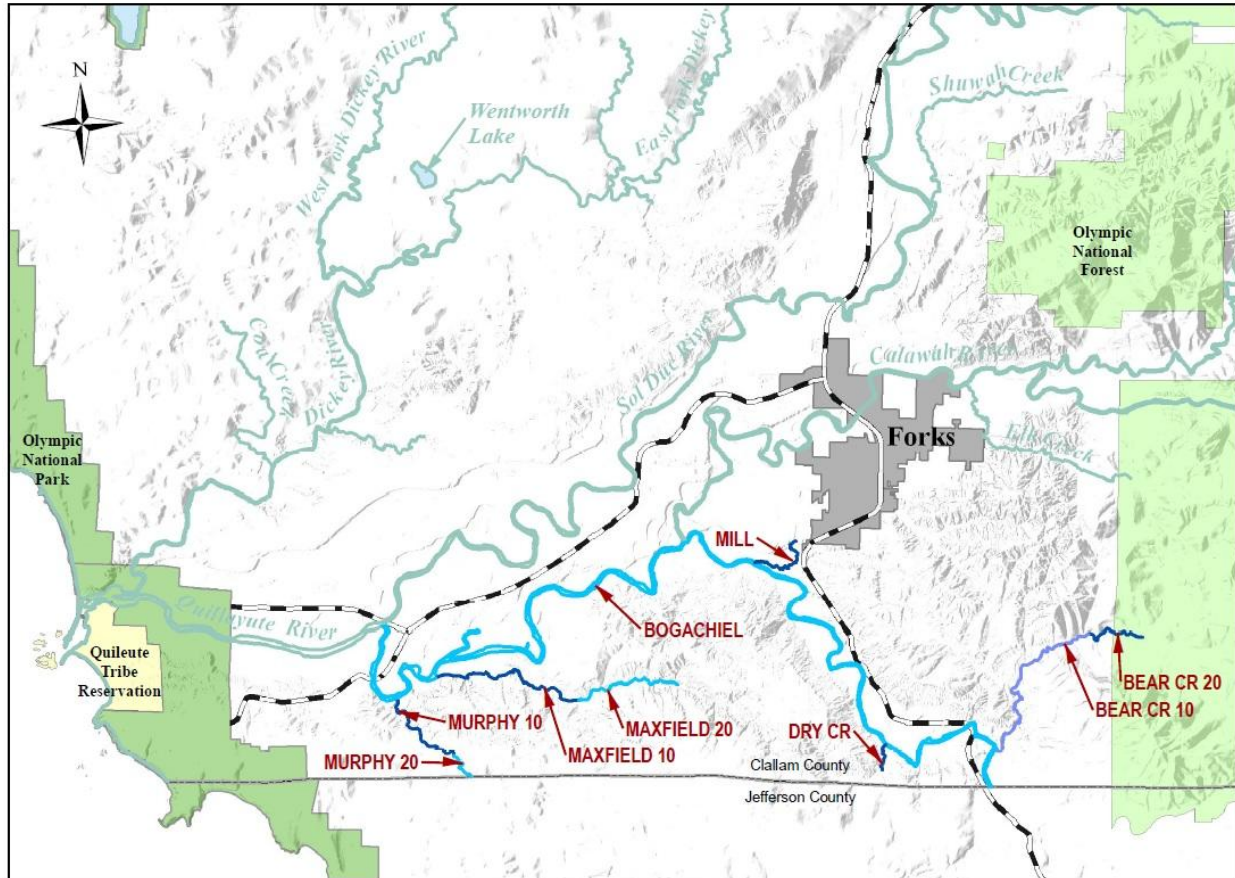 N
West Fork Dickey River
Wentworth
Lake
East Fork Dickey
Shuwah Creek
Olympic
National
Forest
Coal Creek
Dickey River
Sol Duc River
Calawah River
Forks
Elk Creek
Olympic
National
Park
MILL
Quillayute River
BOGACHIEL
Quileute
Tribe
Reservation
BEAR CR 20
BEAR CR 10
MURPHY 10
MAXFIELD 20
MAXFIELD 10
DRY CR
MURPHY 20
Clallam County
Jefferson County